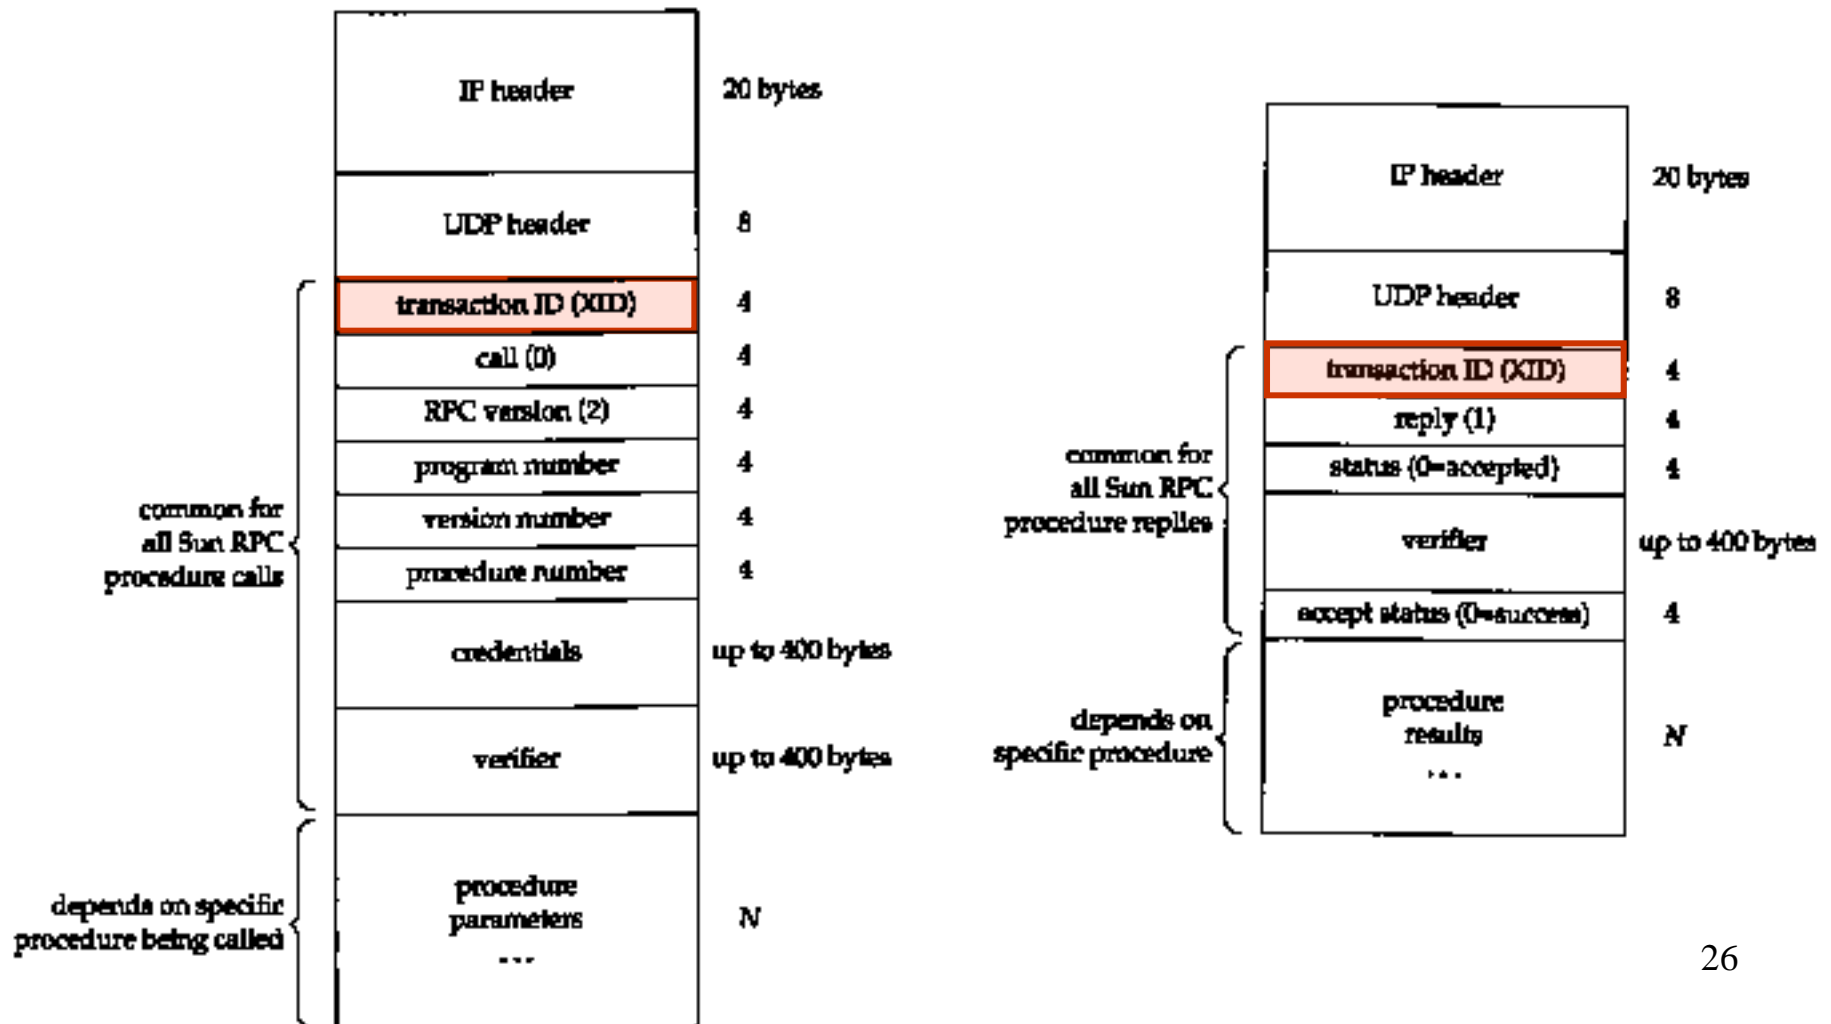 IP header
20 bytes
UDP header
8
transaction ID (XID)
4
call (0)
4
RPC version (2)
4
program number
4
version number
4
procedure number
4
common for
all Sun RPC
procedure calls
credentials
up to 400 bytes
verifier
up to 400 bytes
depends on specific
procedure being called
procedure
parameters
...
N
IP header
20 bytes
UDP header
8
transaction ID (XID)
4
reply (1)
4
status (0=accepted)
4
common for
all Sun RPC
procedure replies
verifier
up to 400 bytes
accept status (0=success)
4
depends on
specific procedure
procedure
results
...
N
26